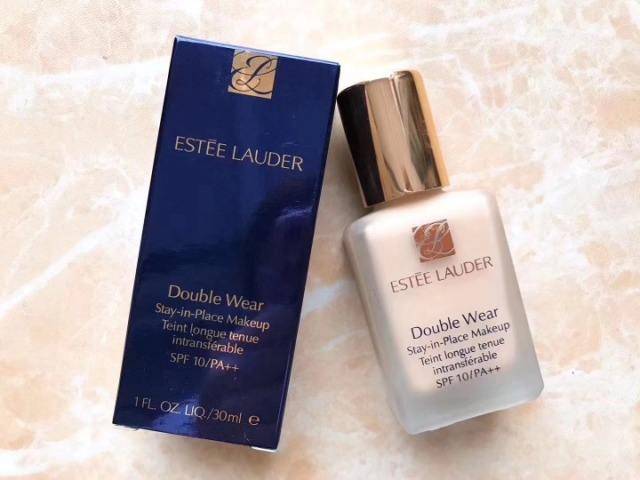 ESTĒE LAUDER
Double Wear
Stay-in-Place Makeup
Teint longue tenue
intransférable
SPF 10/PA++
1 FL. OZ. LIQ./30ml e
ESTĒE LAUDER
Double Wear
Stay-in-Place Makeup
Teint longue tenue
intransférable
SPF 10/PA++